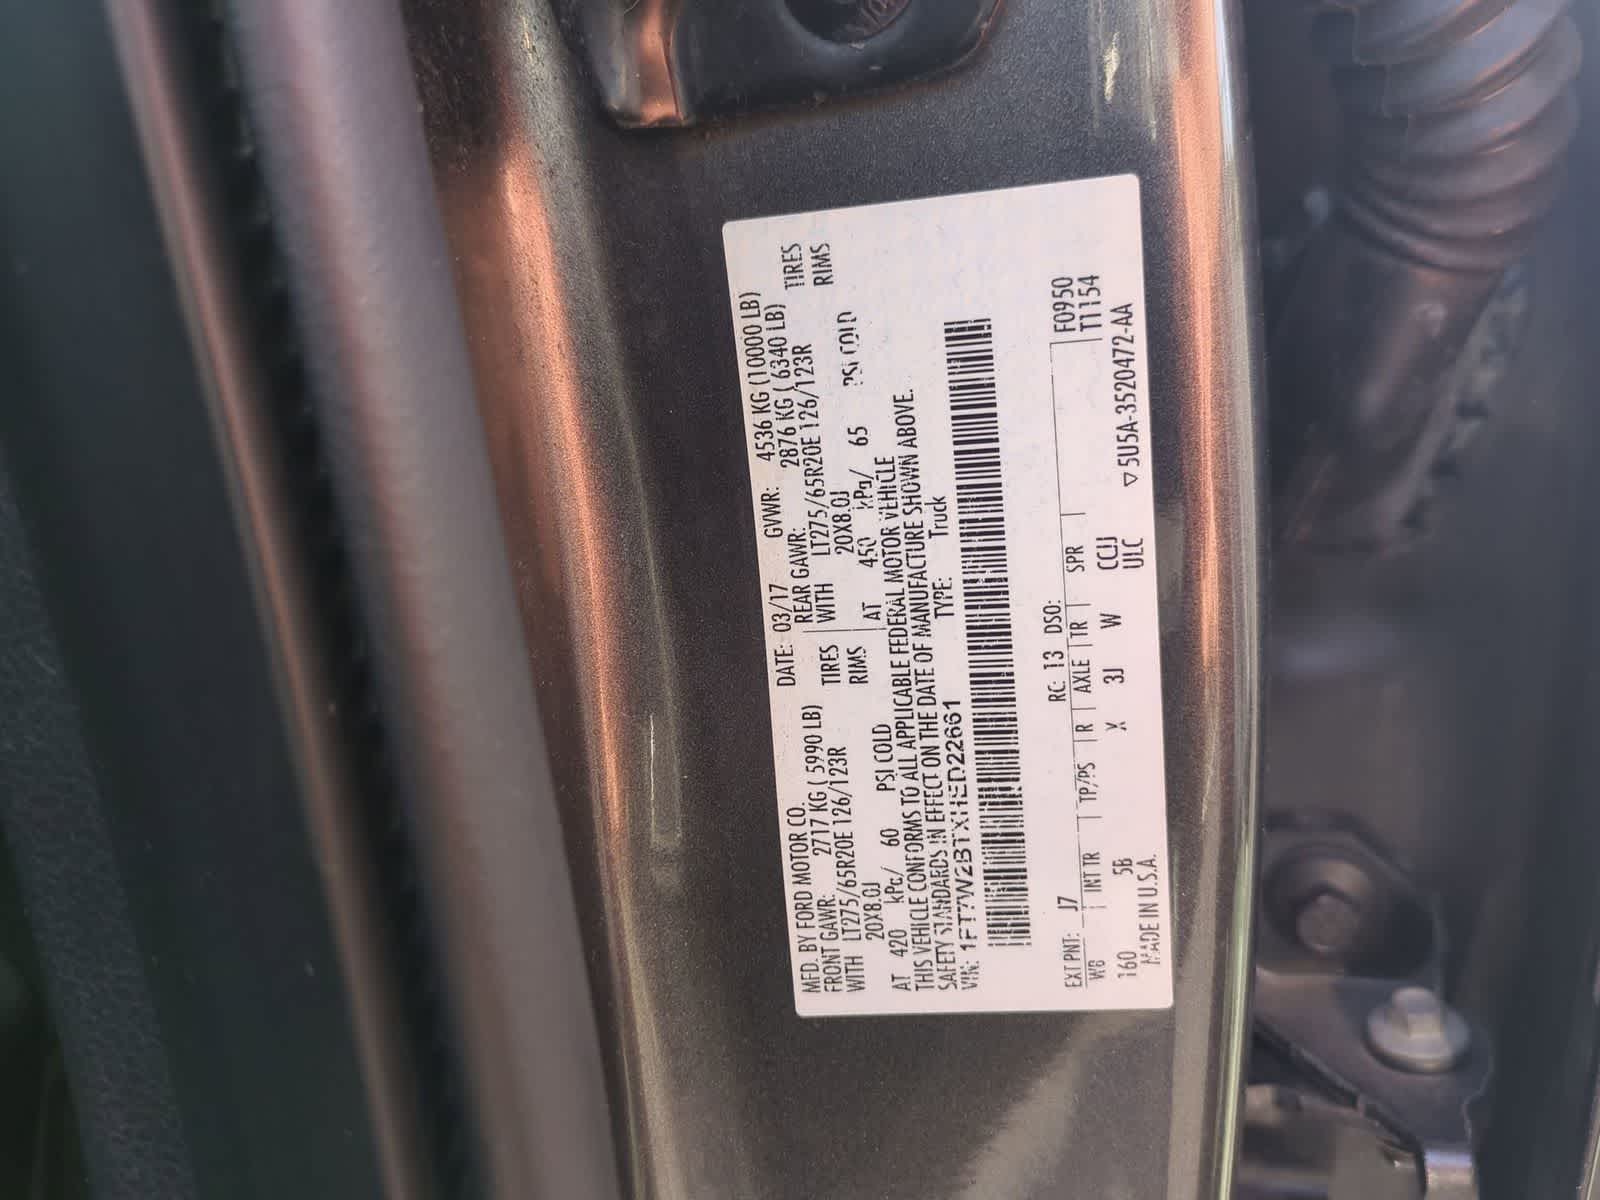 MFD. BY FORD MOTOR CO.
DATE: 03/17 GVWR: 4536 KG (10000 LB)
FRONT GAWR: 2717 KG ( 5990 LB) REAR GAWR: 2876 KG ( 6340 LB)
WITH LT275/65R20E 126/123R TIRES WITH LT275/65R20E 126/123R TIRES
20X8.0J RIMS 20X8.0J RIMS
AT 420 kPa/ 60 PSI COLD AT 450 kPa/ 65 PSI COLD
THIS VEHICLE CONFORMS TO ALL APPLICABLE FEDERAL MOTOR VEHICLE
SAFETY STANDARDS IN EFFECT ON THE DATE OF MANUFACTURE SHOWN ABOVE.
VIN: 1FT7W2BTXHED22661 TYPE: Truck
F0950
T1154
EXT PNT: J7 RC: 13 DSO:
WB INT TR TP/PS R AXLE TR SPR
160 5B X 3J W CCUJ
ULC
MADE IN U.S.A. ▽5U5A-3520472-AA